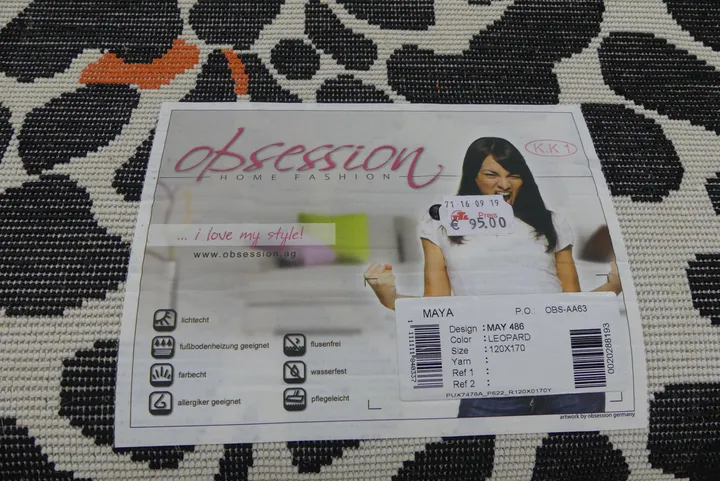 obsession
HOME FASHION
K.K 1
... i love my style!
www.obsession.ag
71 16 09 19
Preis
€ 95.00
lichtecht
fußbodenheizung geeignet
farbecht
allergiker geeignet
flusenfrei
wasserfest
pflegeleicht
MAYA P.O.: OBS-AA63
Design : MAY 486
Color : LEOPARD
Size : 120X170
Yarn :
Ref 1 :
Ref 2 :
0020288193
PUX7478A_P522_R120X0170Y
artwork by obsession germany